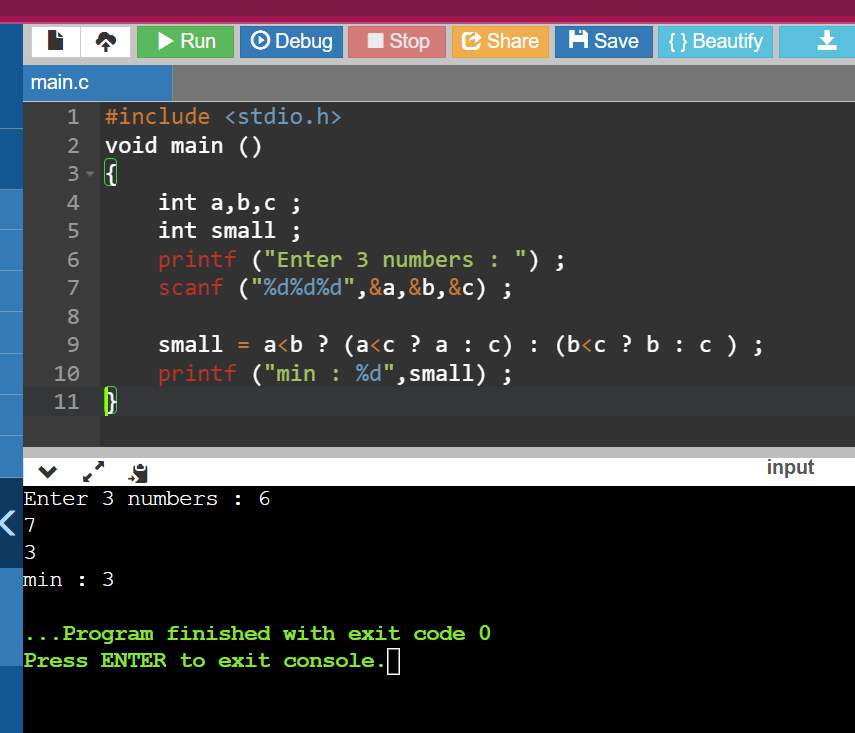 Run Debug Stop Share Save { } Beautify
main.c
1 #include <stdio.h>
2 void main ()
3 {
4     int a,b,c ;
5     int small ;
6     printf ("Enter 3 numbers : ") ;
7     scanf ("%d%d%d",&a,&b,&c) ;
8
9     small = a<b ? (a<c ? a : c) : (b<c ? b : c ) ;
10     printf ("min : %d",small) ;
11 }
input
Enter 3 numbers : 6
7
3
min : 3
...Program finished with exit code 0
Press ENTER to exit console.